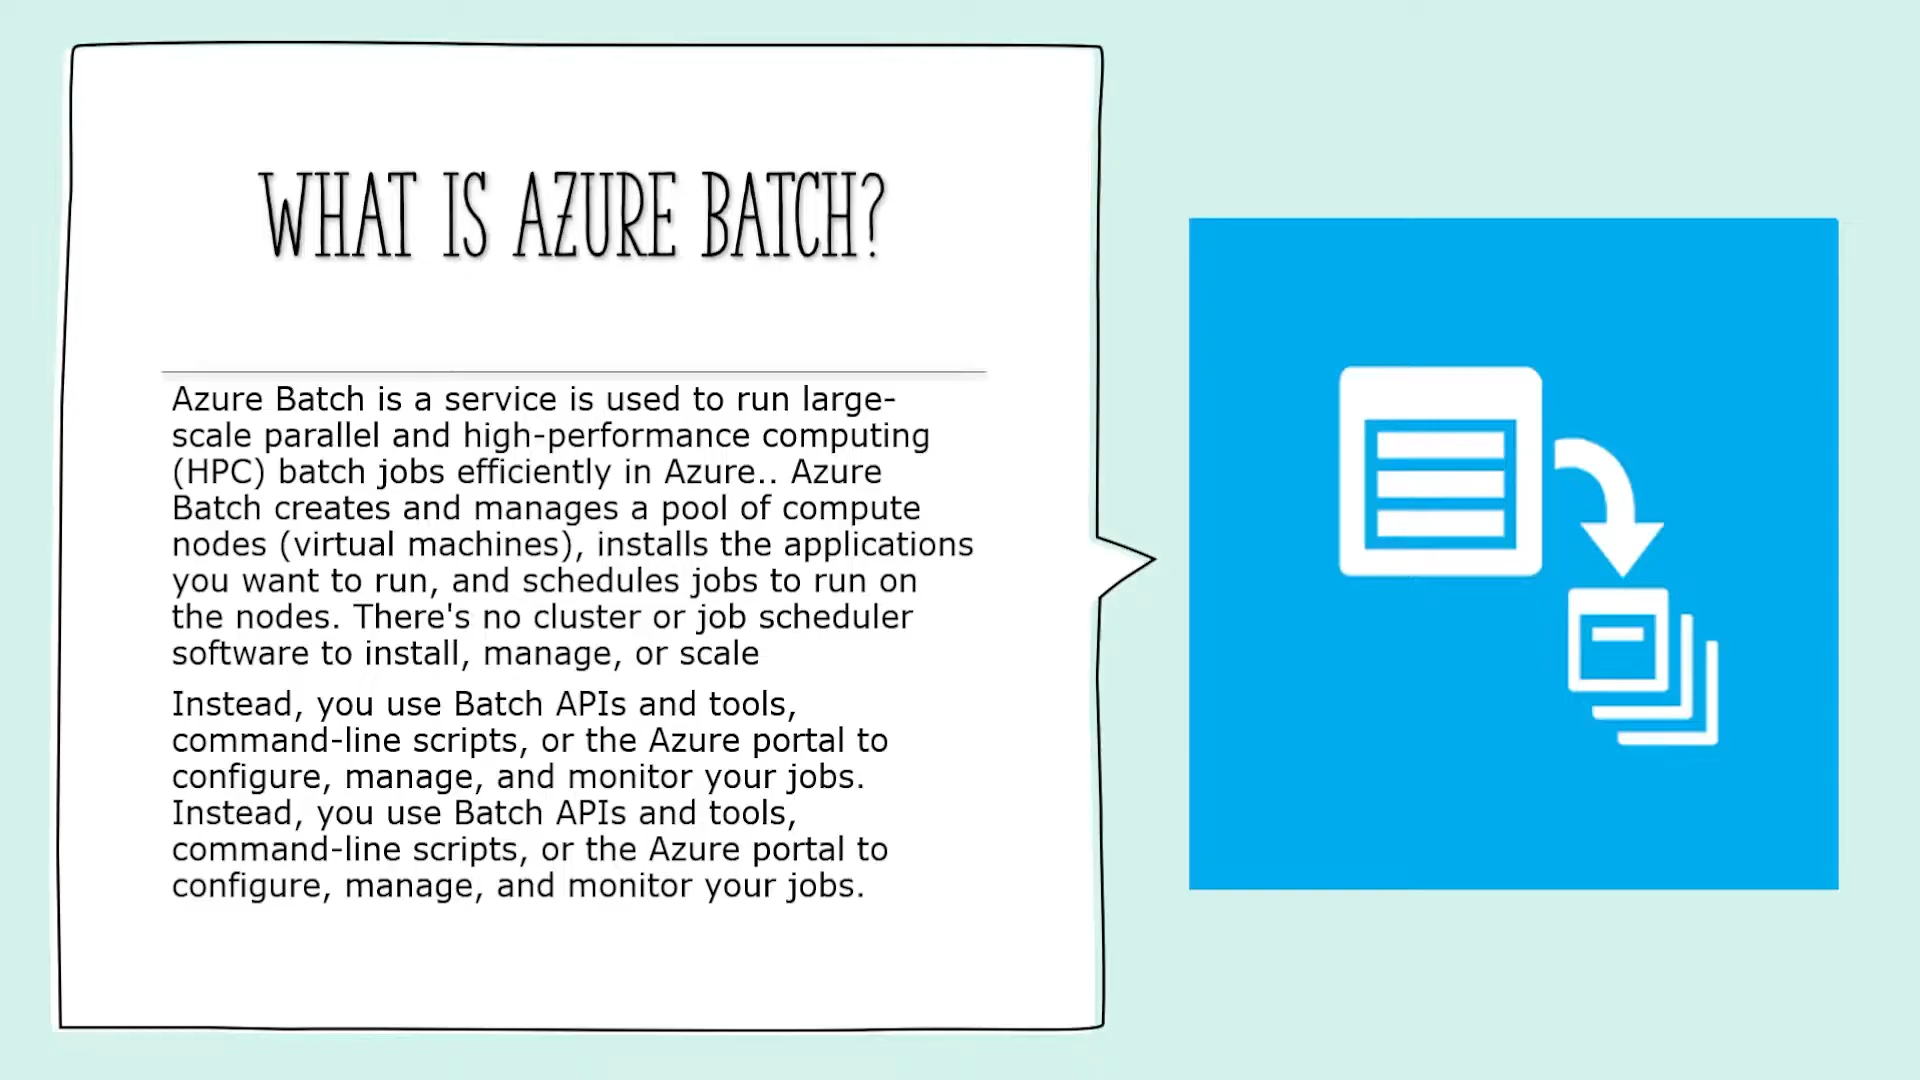 WHAT IS AZURE BATCH?
Azure Batch is a service is used to run large-
scale parallel and high-performance computing
(HPC) batch jobs efficiently in Azure.. Azure
Batch creates and manages a pool of compute
nodes (virtual machines), installs the applications
you want to run, and schedules jobs to run on
the nodes. There's no cluster or job scheduler
software to install, manage, or scale
Instead, you use Batch APIs and tools,
command-line scripts, or the Azure portal to
configure, manage, and monitor your jobs.
Instead, you use Batch APIs and tools,
command-line scripts, or the Azure portal to
configure, manage, and monitor your jobs.